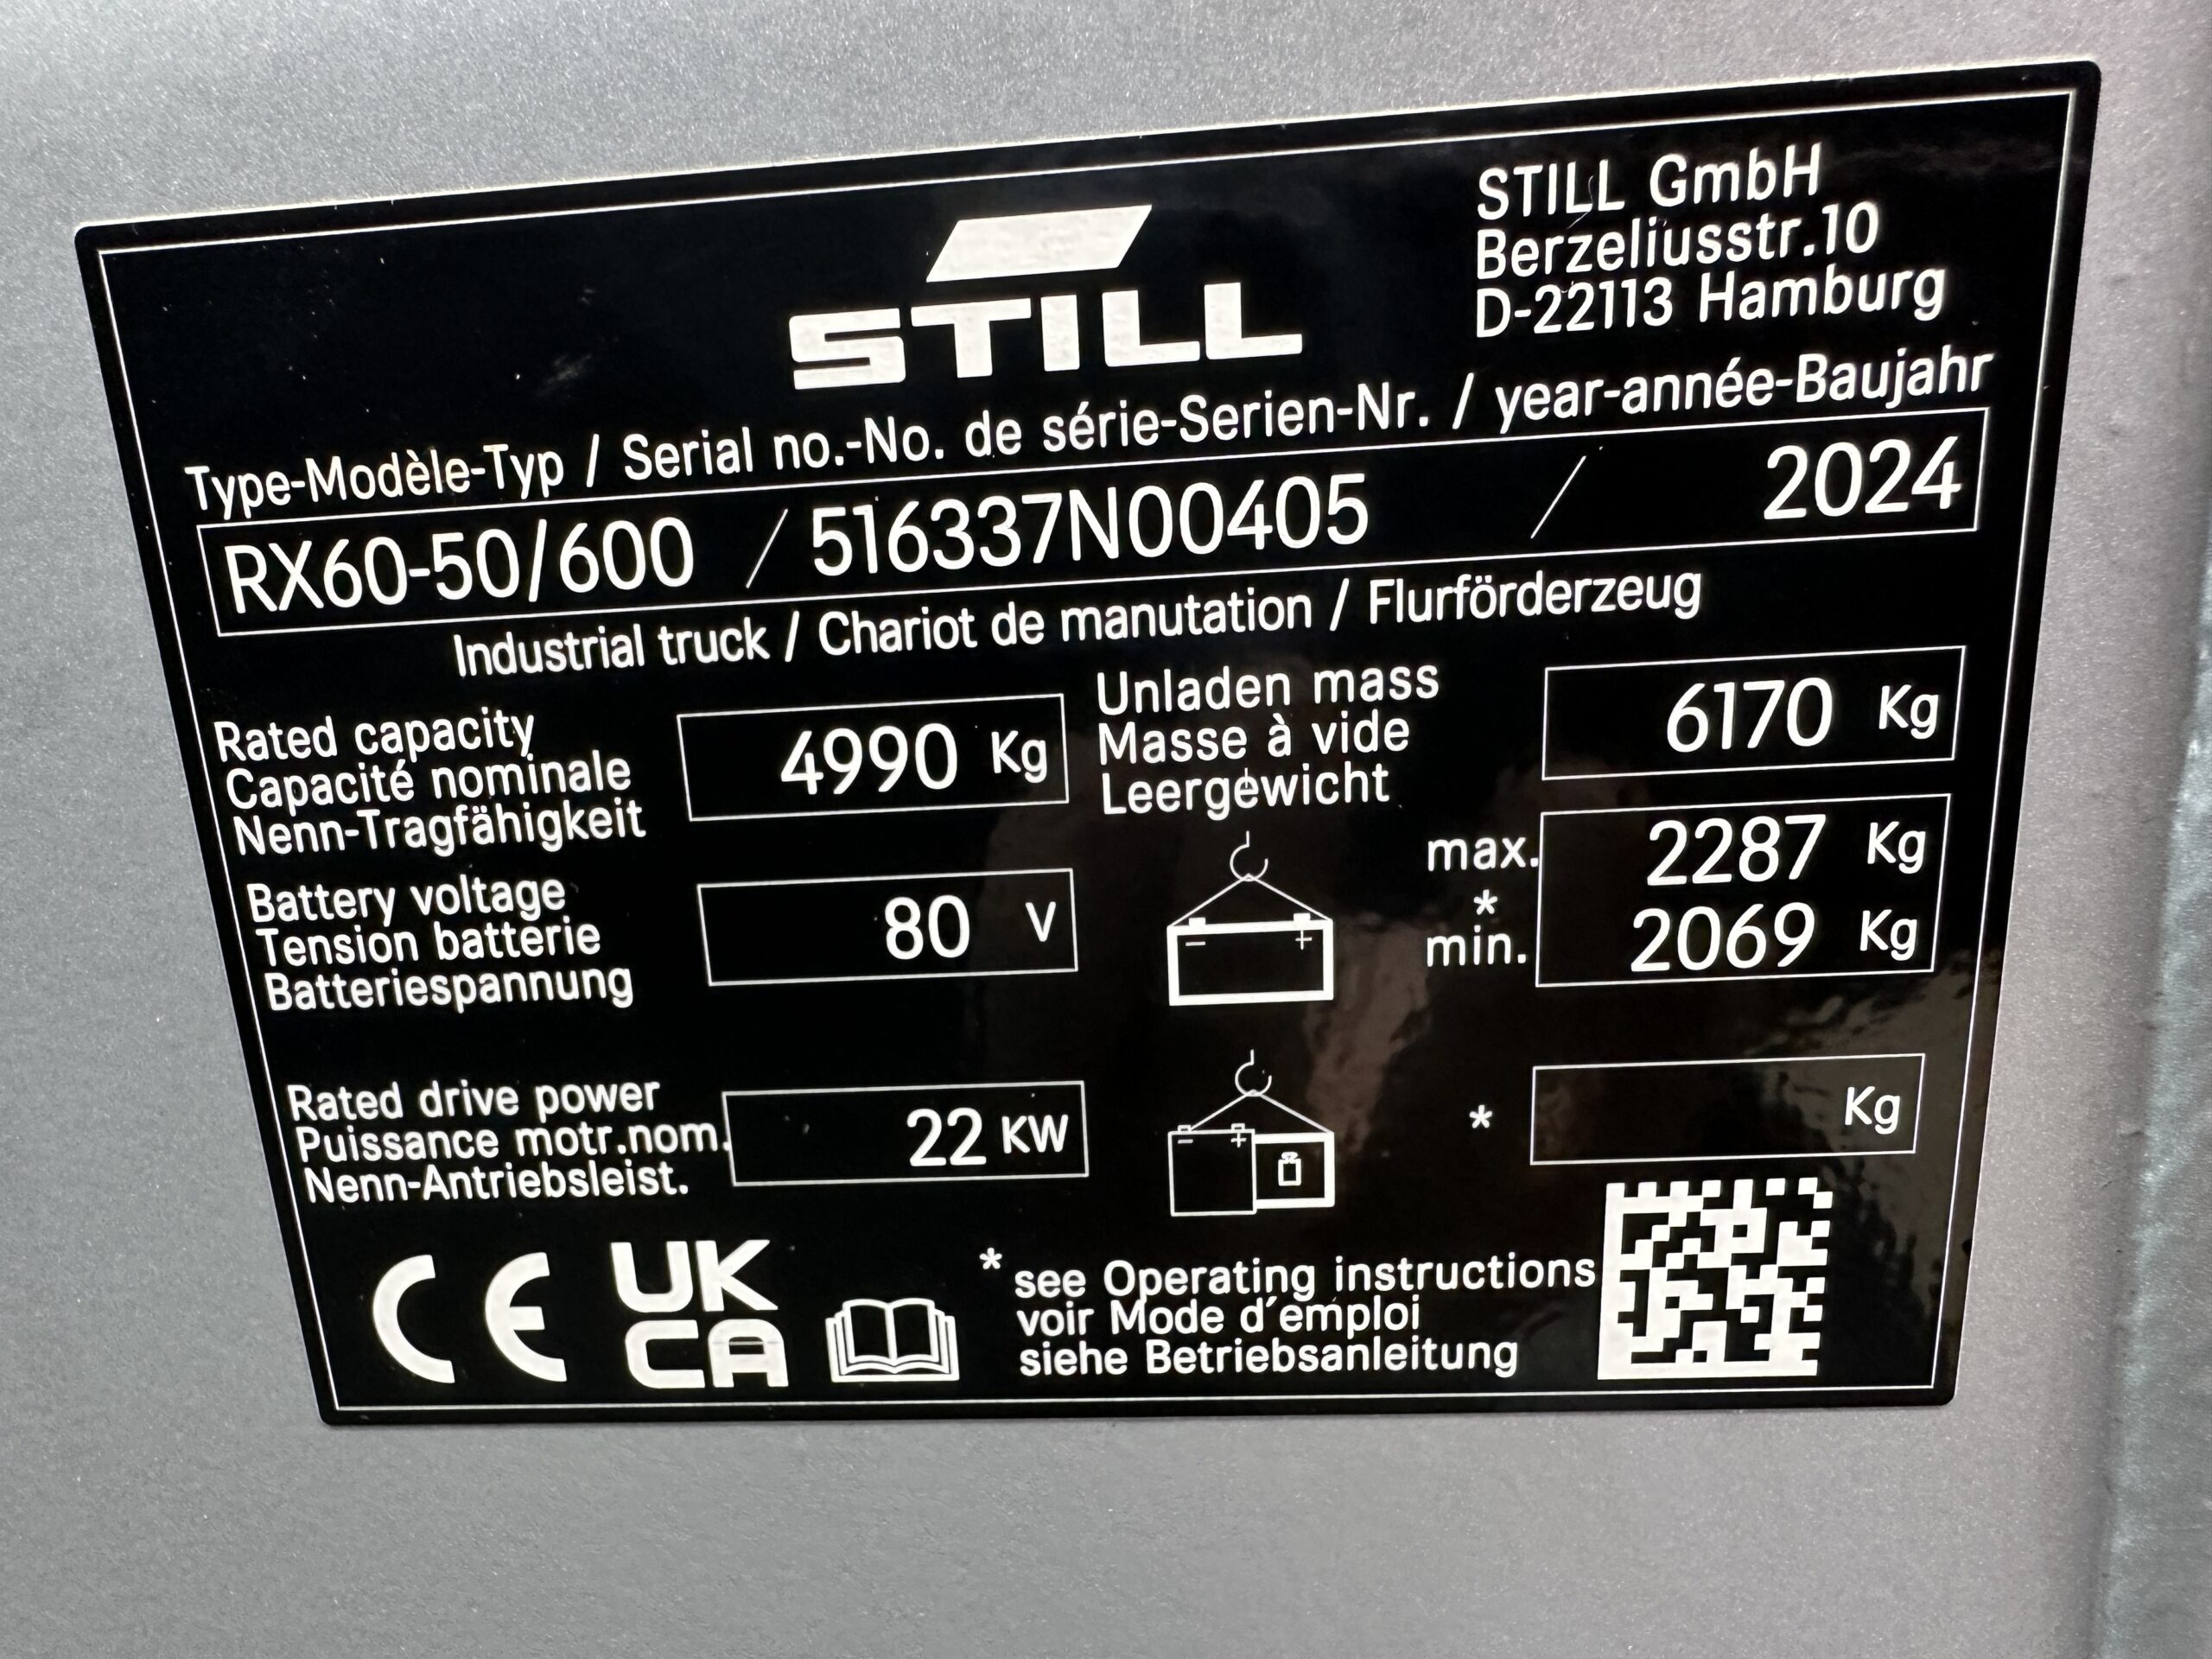 STILL
STILL GmbH
Berzeliusstr.10
D-22113 Hamburg
Type-Modèle-Typ / Serial no.-No. de série-Serien-Nr. / year-année-Baujahr
RX60-50/600 / 516337N00405 / 2024
Industrial truck / Chariot de manutation / Flurförderzeug
Rated capacity
Capacité nominale
Nenn-Tragfähigkeit
4990 Kg
Unladen mass
Masse à vide
Leergewicht
6170 Kg
Battery voltage
Tension batterie
Batteriespannung
80 V
- +
max. 2287 Kg
*
min. 2069 Kg
Rated drive power
Puissance motr.nom.
Nenn-Antriebsleist.
22 KW
- +
* Kg
CE
UK
CA
* see Operating instructions
voir Mode d'emploi
siehe Betriebsanleitung